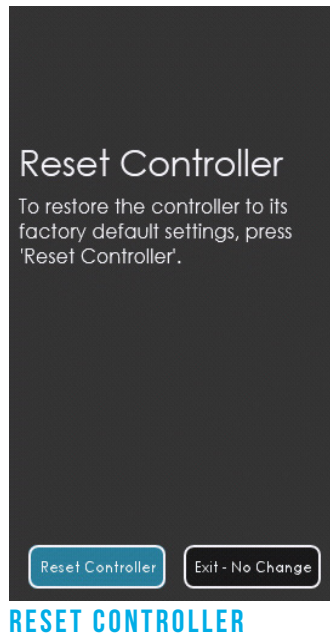 Reset Controller
To restore the controller to its
factory default settings, press
'Reset Controller'.
Reset Controller
Exit - No Change
RESET CONTROLLER